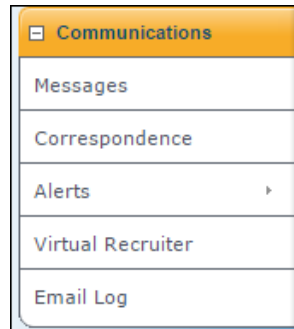 Communications
Messages
Correspondence
Alerts
Virtual Recruiter
Email Log